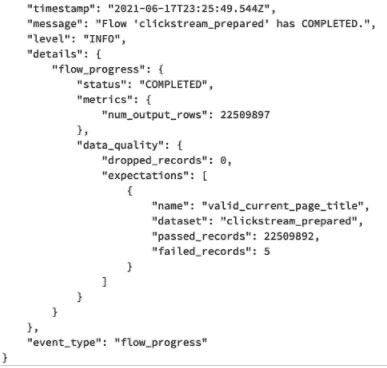 "timestamp": "2021-06-17T23:25:49.544Z",
"message": "Flow 'clickstream_prepared' has COMPLETED.",
"level": "INFO",
"details": {
"flow_progress": {
"status": "COMPLETED",
"metrics": {
"num_output_rows": 22509897
},
"data_quality": {
"dropped_records": 0,
"expectations": [
{
"name": "valid_current_page_title",
"dataset": "clickstream_prepared",
"passed_records": 22509892,
"failed_records": 5
}
]
}
}
},
"event_type": "flow_progress"
}